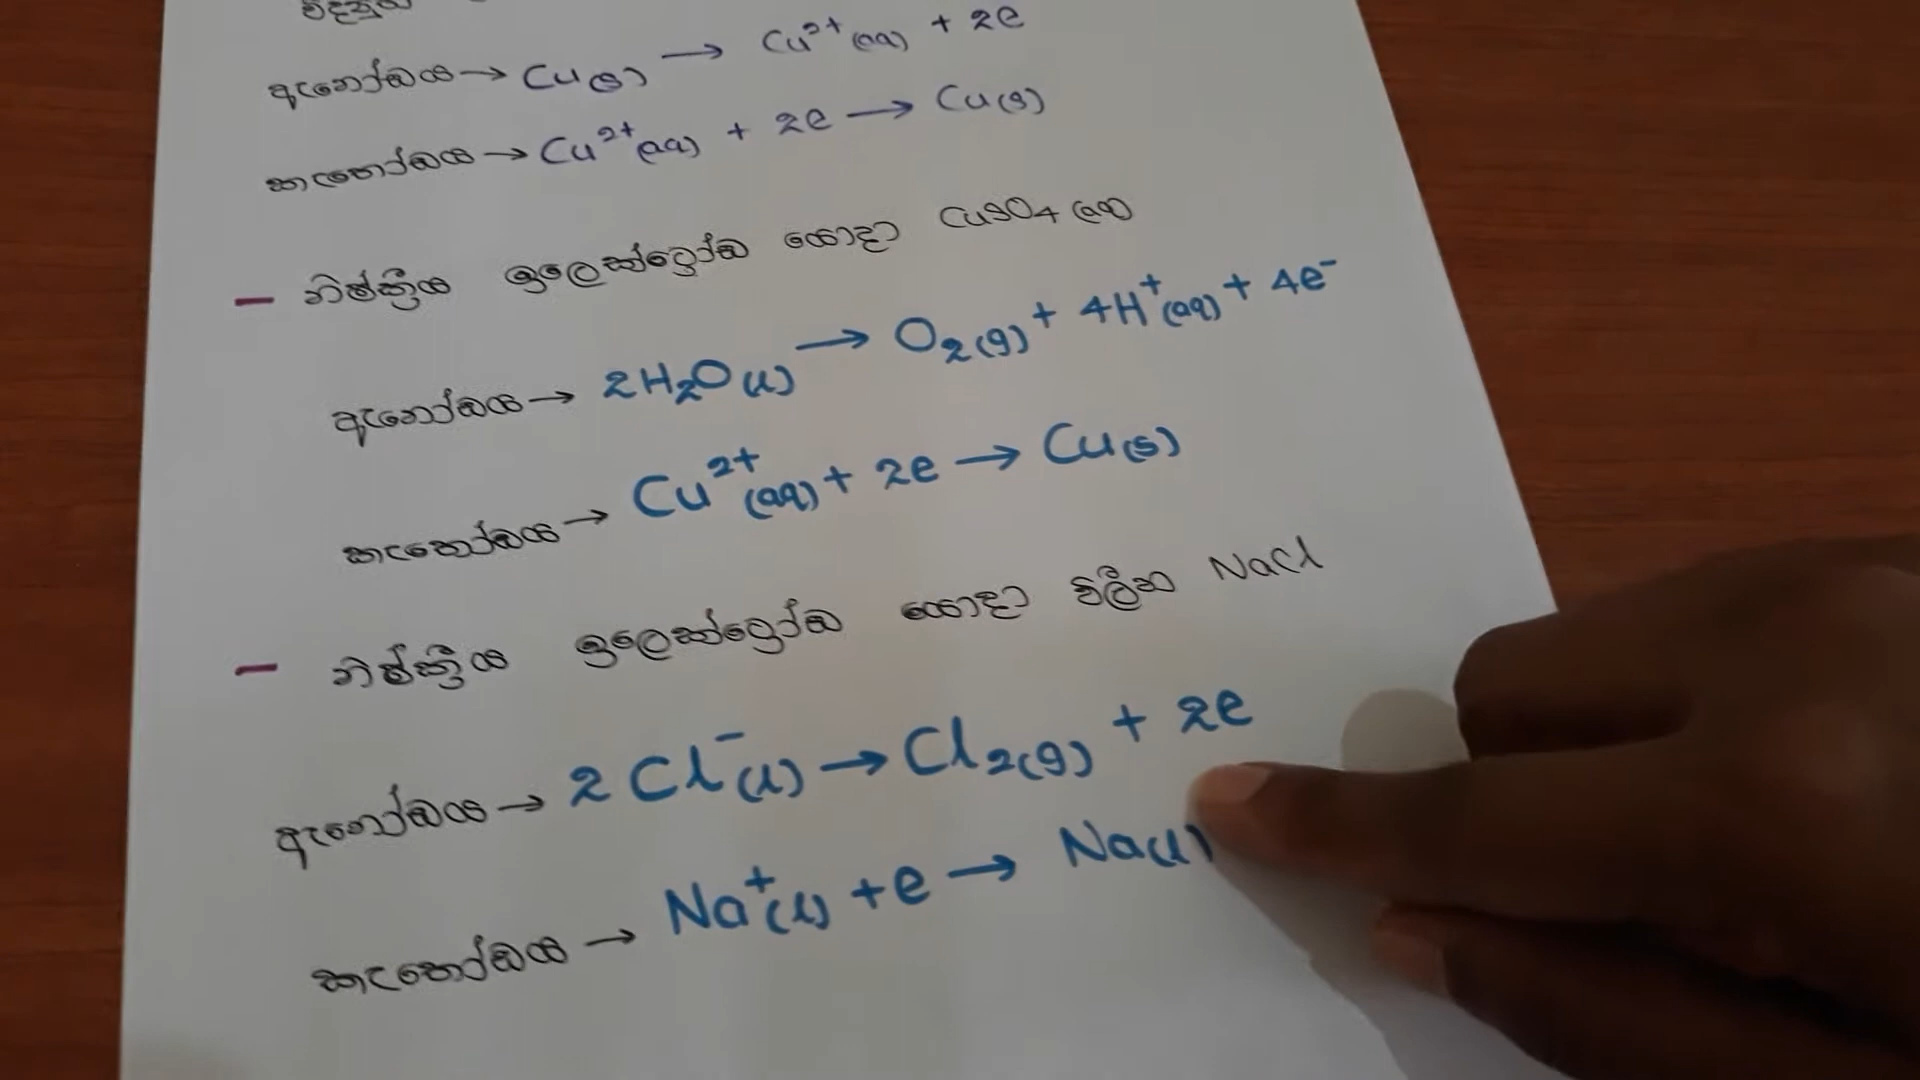 ඇනෝඩය → Cu(s) → Cu²⁺(aq) + 2e
කැතෝඩය → Cu²⁺(aq) + 2e → Cu(s)
– නිෂ්ක්‍රීය ඉලෙක්ට්‍රෝඩ යොදා CuSO4 (aq)
ඇනෝඩය → 2H₂O(l) → O₂(g) + 4H⁺(aq) + 4e⁻
කැතෝඩය → Cu²⁺(aq) + 2e → Cu(s)
– නිෂ්ක්‍රීය ඉලෙක්ට්‍රෝඩ යොදා විලීන NaCl
ඇනෝඩය → 2Cl⁻(l) → Cl₂(g) + 2e
කැතෝඩය → Na⁺(l) + e → Na(l)